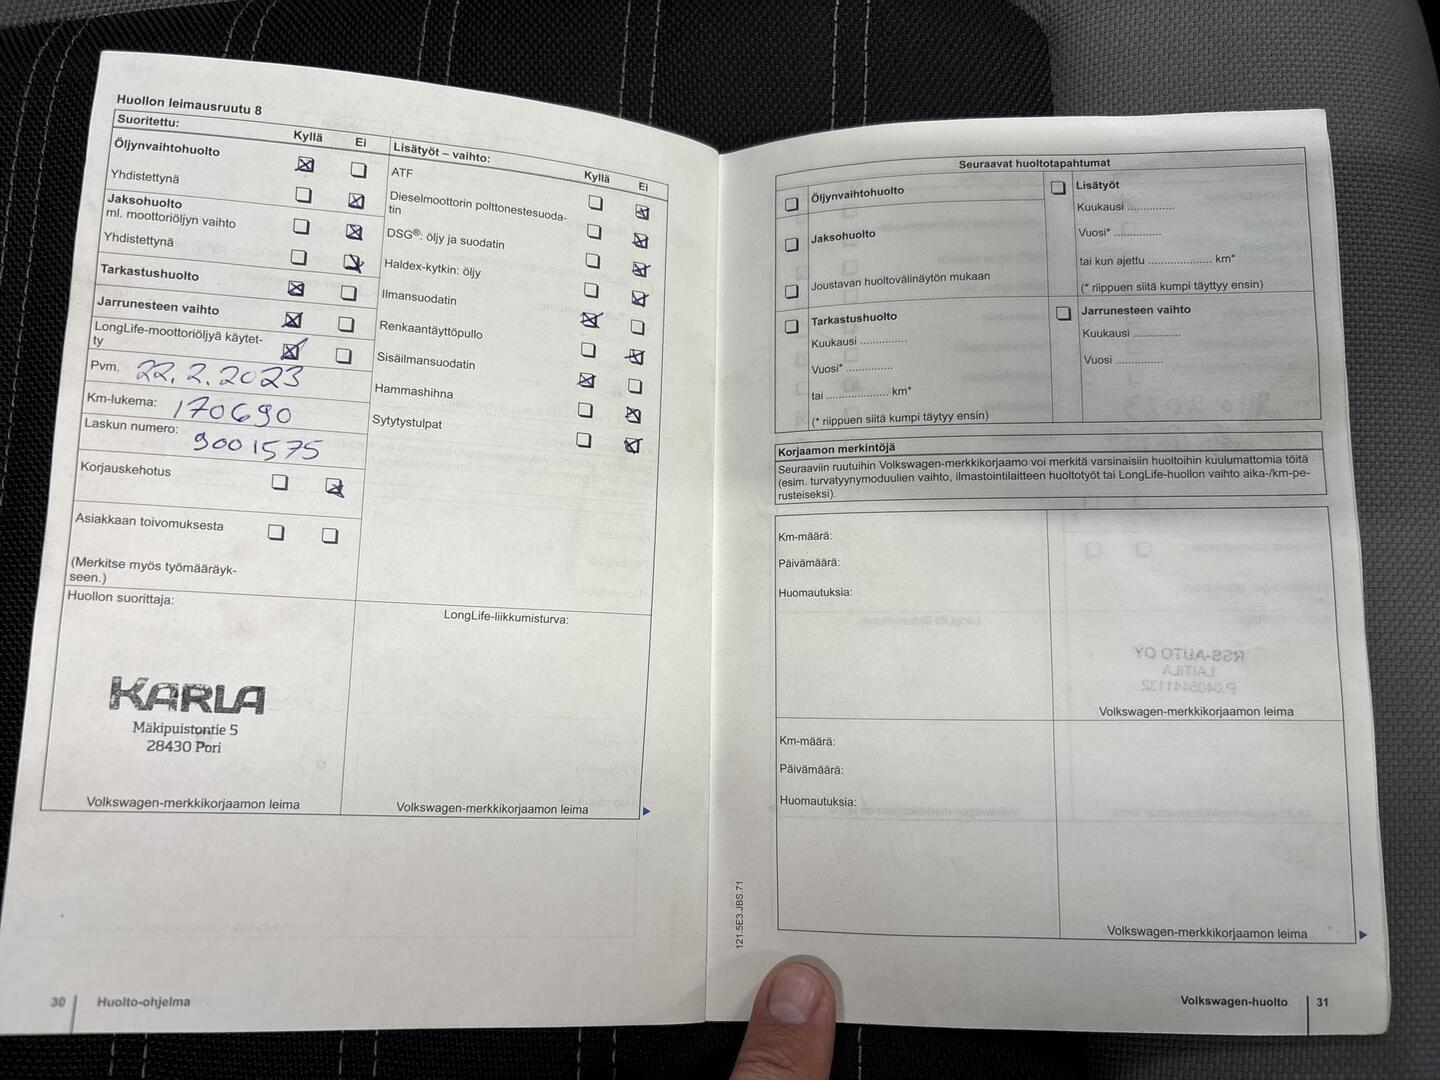 Huollon leimausruutu 8
Suoritettu:
Kyllä Ei
Öljynvaihtohuolto
Yhdistettynä
Jaksohuolto
ml. moottoriöljyn vaihto
Yhdistettynä
Tarkastushuolto
Jarrunesteen vaihto
LongLife-moottoriöljyä käytet-
ty
Pvm. 22.2.2023
Km-lukema: 170690
Laskun numero: 9001575
Korjauskehotus
Asiakkaan toivomuksesta
(Merkitse myös työmääräyk-
seen.)
Lisätyöt – vaihto:
Kyllä Ei
ATF
Dieselmoottorin polttonestesuoda-
tin
DSG®: öljy ja suodatin
Haldex-kytkin: öljy
Ilmansuodatin
Renkaantäyttöpullo
Sisäilmansuodatin
Hammashihna
Sytytystulpat
Huollon suorittaja:
KARLA
Mäkipuistontie 5
28430 Pori
Volkswagen-merkkikorjaamon leima
LongLife-liikkumisturva:
Volkswagen-merkkikorjaamon leima
30 Huolto-ohjelma
Seuraavat huoltotapahtumat
Öljynvaihtohuolto
Jaksohuolto
Joustavan huoltovälinäytön mukaan
Tarkastushuolto
Kuukausi ..............
Vuosi* ..............
tai .................... km*
(* riippuen siitä kumpi täytyy ensin)
Lisätyöt
Kuukausi ..............
Vuosi* ..............
tai kun ajettu .................... km*
(* riippuen siitä kumpi täyttyy ensin)
Jarrunesteen vaihto
Kuukausi ..............
Vuosi ..............
Korjaamon merkintöjä
Seuraaviin ruutuihin Volkswagen-merkkikorjaamo voi merkitä varsinaisiin huoltoihin kuulumattomia töitä
(esim. turvatyynymoduulien vaihto, ilmastointilaitteen huoltotyöt tai LongLife-huollon vaihto aika-/km-pe-
rusteiseksi).
Km-määrä:
Päivämäärä:
Huomautuksia:
RSS-AUTO OY
LAITILA
P.0405441132
Volkswagen-merkkikorjaamon leima
Km-määrä:
Päivämäärä:
Huomautuksia:
Volkswagen-merkkikorjaamon leima
121.5E3.JBS.71
Volkswagen-huolto 31